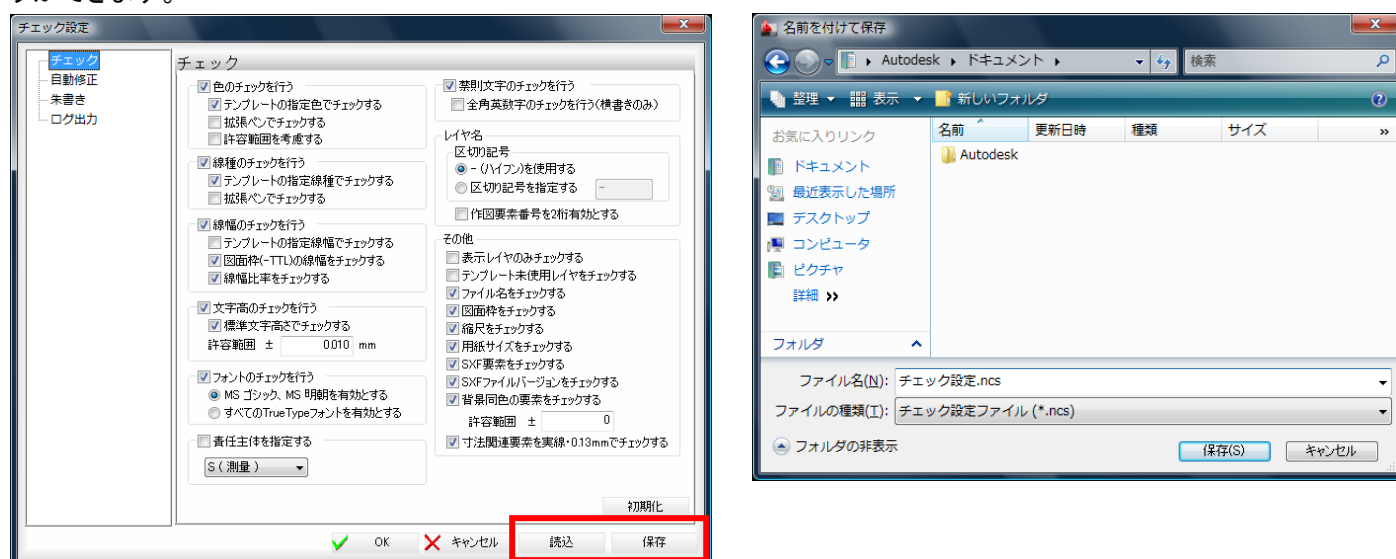 チェック設定
チェック
自動修正
朱書き
ログ出力
チェック
色のチェックを行う
テンプレートの指定色でチェックする
拡張ペンでチェックする
許容範囲を考慮する
線種のチェックを行う
テンプレートの指定線種でチェックする
拡張ペンでチェックする
線幅のチェックを行う
テンプレートの指定線幅でチェックする
図面枠(-TTL)の線幅をチェックする
線幅比率をチェックする
文字高のチェックを行う
標準文字高さでチェックする
許容範囲 ± 0.010 mm
フォントのチェックを行う
MS ゴシック、MS 明朝を有効とする
すべてのTrueTypeフォントを有効とする
責任主体を指定する
S ( 測量 )
禁則文字のチェックを行う
全角英数字のチェックを行う(横書きのみ)
レイヤ名
区切り記号
- (ハイフン)を使用する
区切り記号を指定する -
作図要素番号を2桁有効とする
その他
表示レイヤのみチェックする
テンプレート未使用レイヤをチェックする
ファイル名をチェックする
図面枠をチェックする
縮尺をチェックする
用紙サイズをチェックする
SXF要素をチェックする
SXFファイルバージョンをチェックする
背景同色の要素をチェックする
許容範囲 ± 0
寸法関連要素を実線・0.13mmでチェックする
初期化
OK キャンセル 読込 保存
名前を付けて保存
Autodesk ドキュメント 検索
整理 表示 新しいフォルダ
お気に入りリンク
ドキュメント
最近表示した場所
デスクトップ
コンピュータ
ピクチャ
詳細 »
フォルダ
名前 更新日時 種類 サイズ »
Autodesk
ファイル名(N): チェック設定.ncs
ファイルの種類(T): チェック設定ファイル (*.ncs)
フォルダの非表示
保存(S) キャンセル